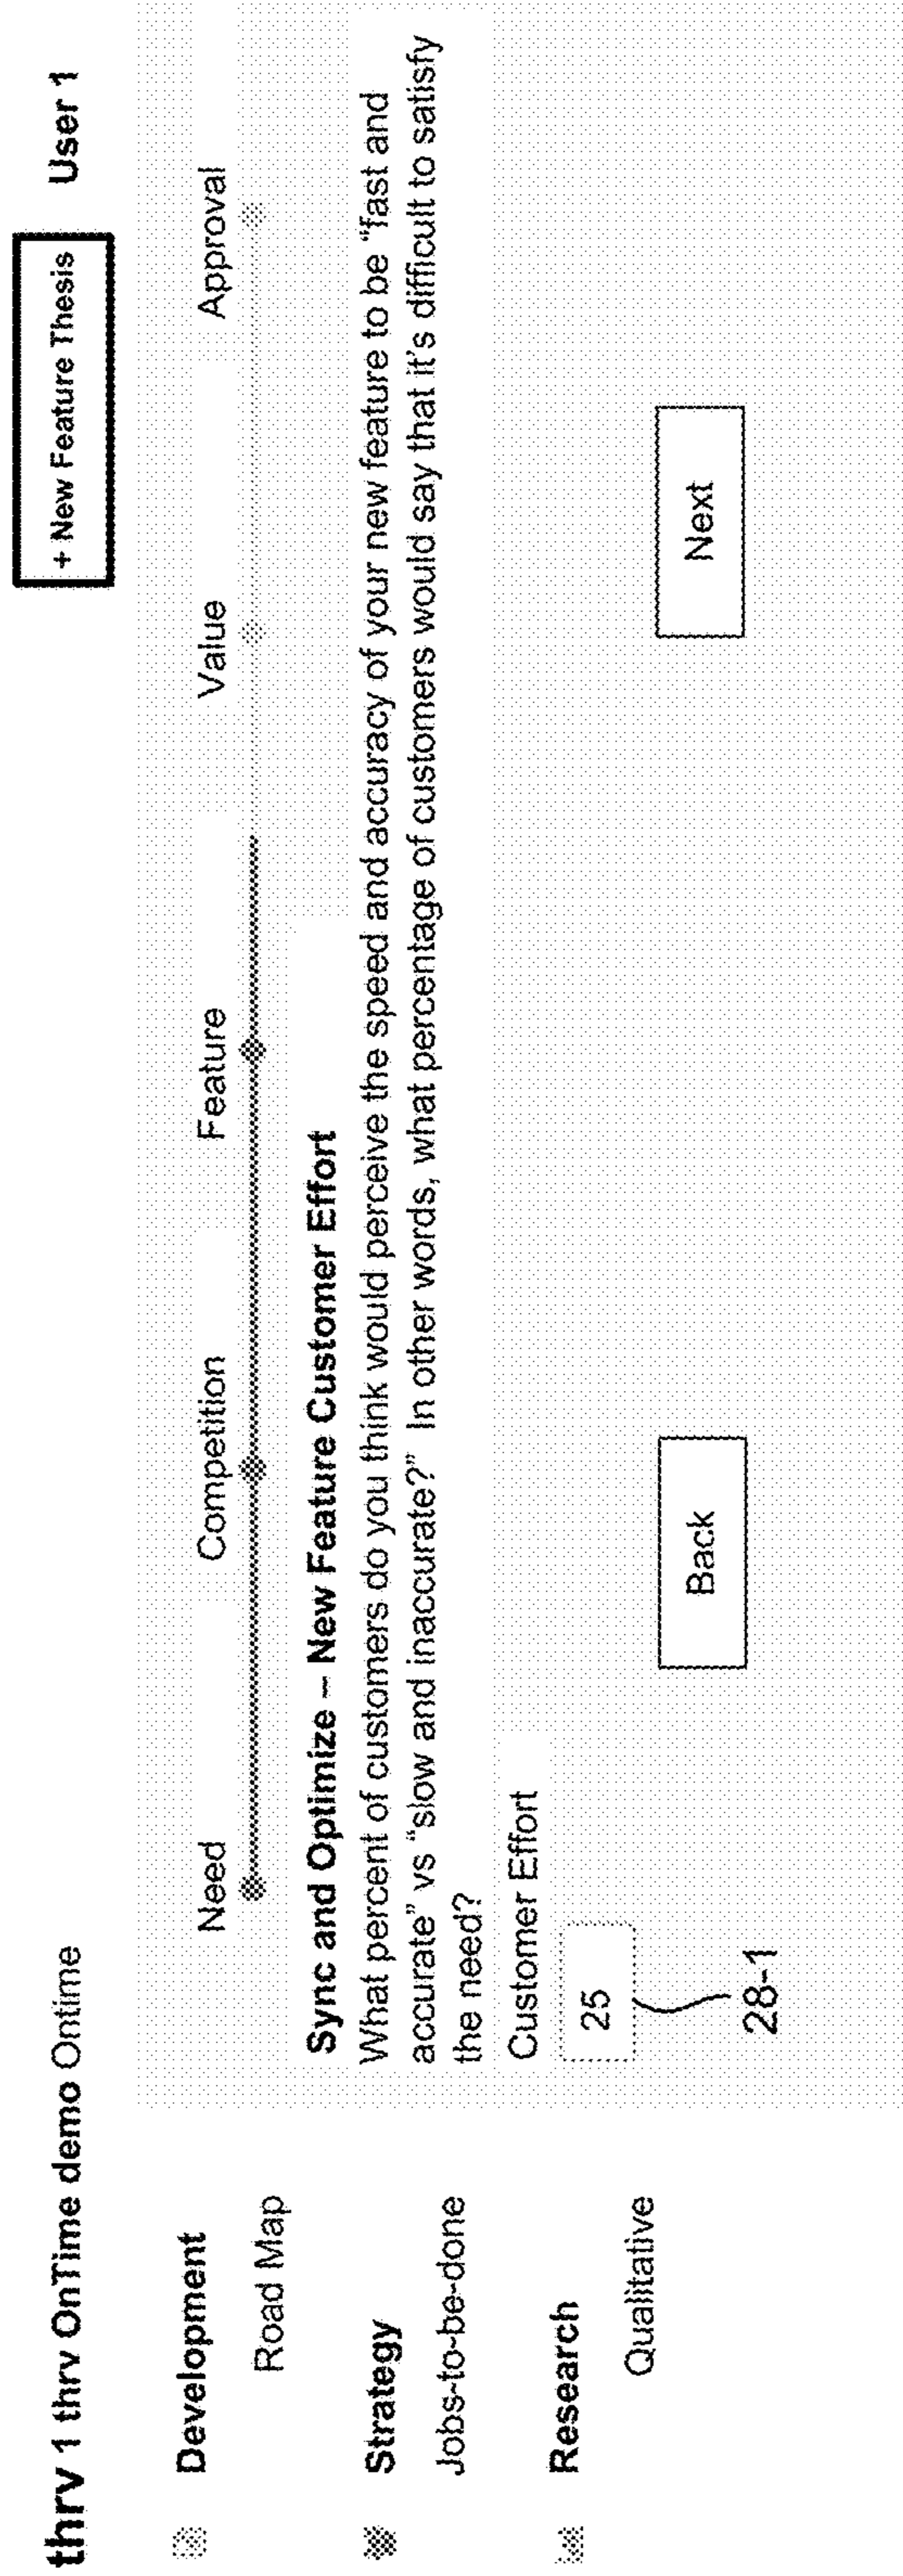 thrv 1 thrv OnTime demo Ontime
+ New Feature Thesis
User 1
Development
Road Map
Strategy
Jobs-to-be-done
Research
Qualitative
Need
Competition
Feature
Value
Approval
Sync and Optimize – New Feature Customer Effort
What percent of customers do you think would perceive the speed and accuracy of your new feature to be "fast and
accurate" vs "slow and inaccurate?" In other words, what percentage of customers would say that it's difficult to satisfy
the need?
Customer Effort
25
28-1
Back
Next